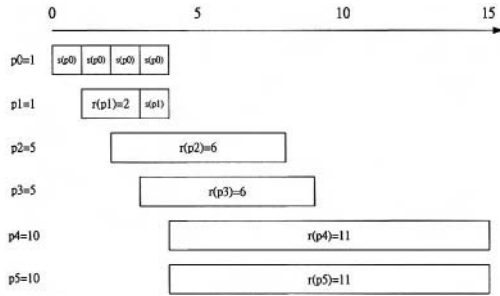 0 5 10 15
p0=1 s(p0) s(p0) s(p0) s(p0)
p1=1 r(p1)=2 s(p1)
p2=5 r(p2)=6
p3=5 r(p3)=6
p4=10 r(p4)=11
p5=10 r(p5)=11